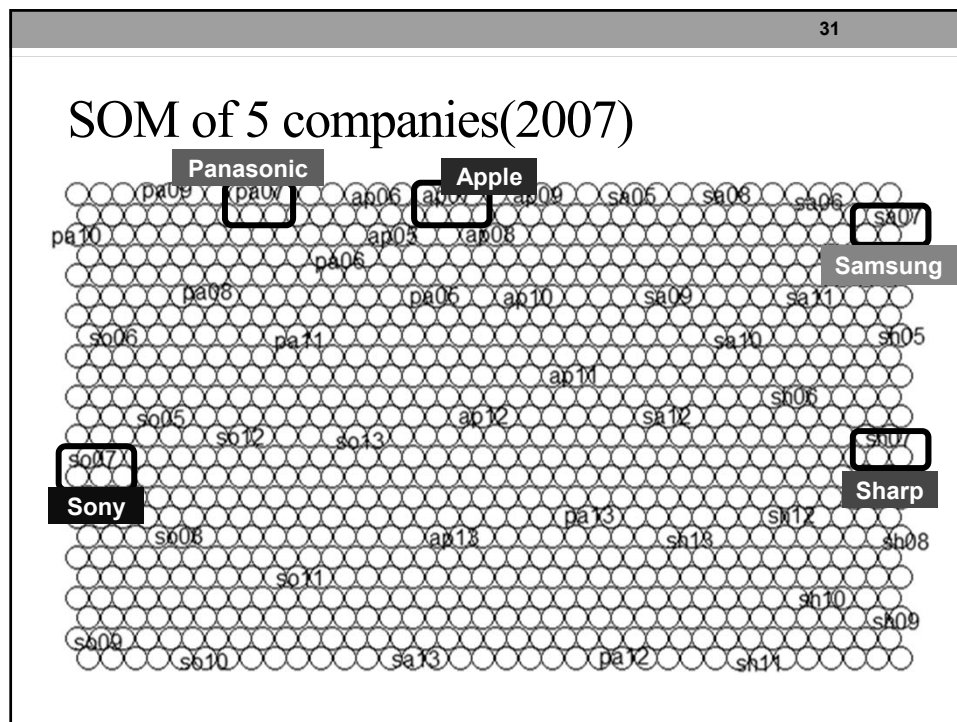 31
SOM of 5 companies(2007)
Panasonic
Apple
pa09 pa07 ap06 ap07 ap09 sa05 sa08 sa06
sa07
pa10 ap05 ap08
pa06
Samsung
pa08 pa05 ap10 sa09 sa11
so06 pa11 sa10 sh05
ap11
sh06
so05 ap12 sa12
so12 so13 sh07
so07
Sharp
Sony
pa13 sh12
so08 ap13 sh13 sh08
so11
sh10
sh09
so09
so10 sa13 pa12 sh11